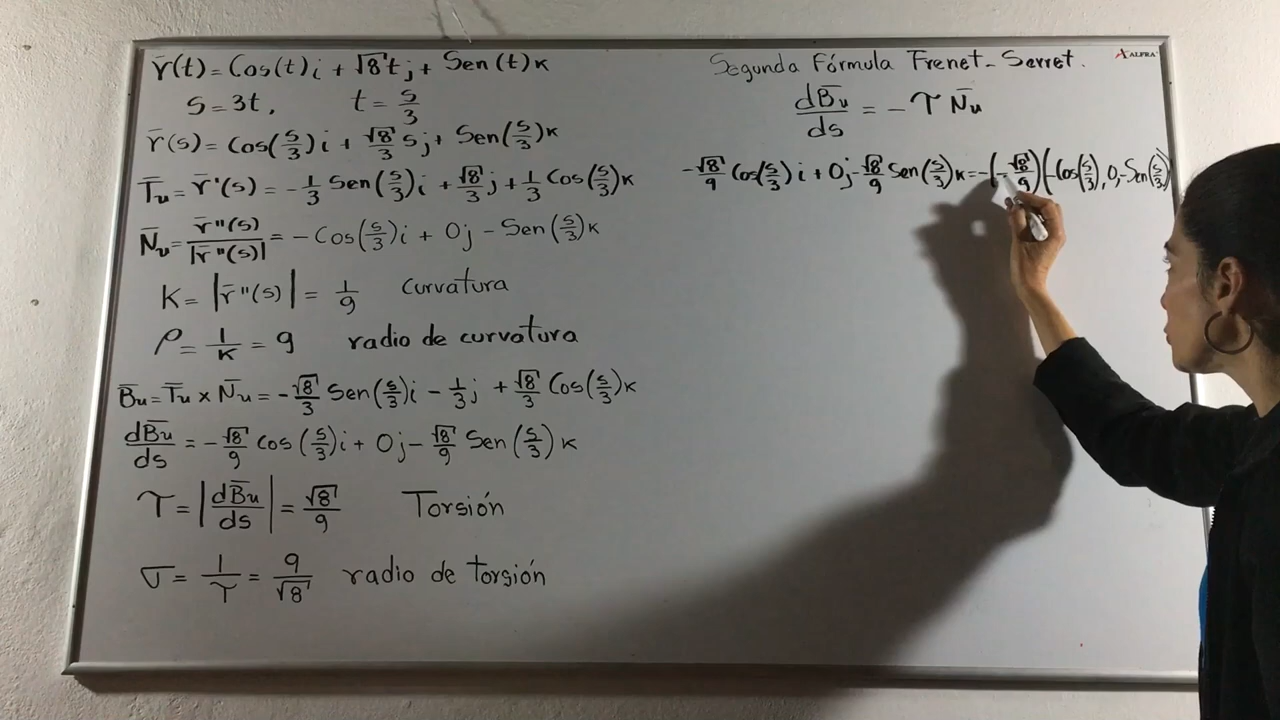 r̄(t)=Cos(t)i + √8 tj + Sen(t)k
s=3t, t=s/3
r̄(s)=Cos(s/3)i + √8/3 sj + Sen(s/3)k
T̄u=r̄'(s)=-1/3 Sen(s/3)i + √8/3 j + 1/3 Cos(s/3)k
N̄u=r̄"(s)/|r̄"(s)|=-Cos(s/3)i + 0j - Sen(s/3)k
K=|r̄"(s)|=1/9 Curvatura
ρ=1/K=9 radio de curvatura
B̄u=T̄u x N̄u=-√8/3 Sen(s/3)i - 1/3 j + √8/3 Cos(s/3)k
dB̄u/ds=-√8/9 Cos(s/3)i + 0j - √8/9 Sen(s/3)k
τ=|dB̄u/ds|=√8/9 Torsión
σ=1/τ=9/√8 radio de torsión
ALFRA
Segunda Fórmula Frenet-Serret.
dB̄u/ds=-τ N̄u
-√8/9 Cos(s/3)i + 0j - √8/9 Sen(s/3)k=-(-√8/9)(-Cos(s/3), 0, -Sen(s/3))